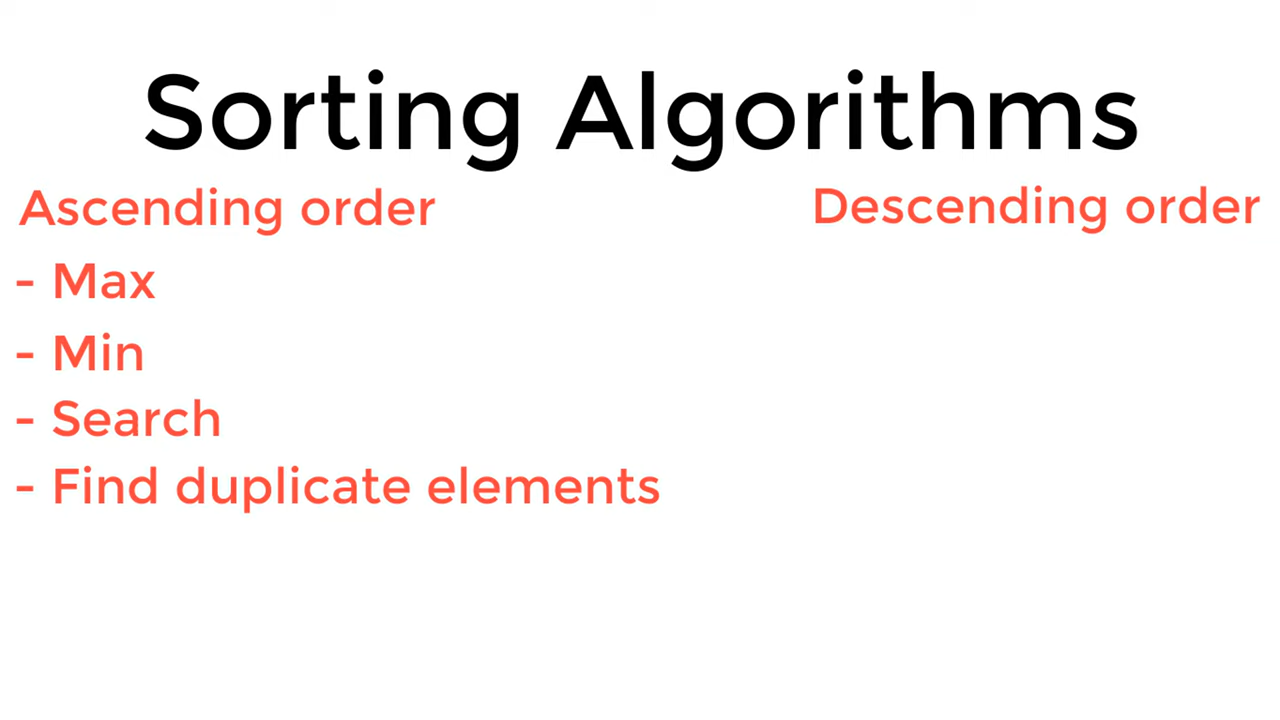 Sorting Algorithms
Ascending order
Descending order
- Max
- Min
- Search
- Find duplicate elements